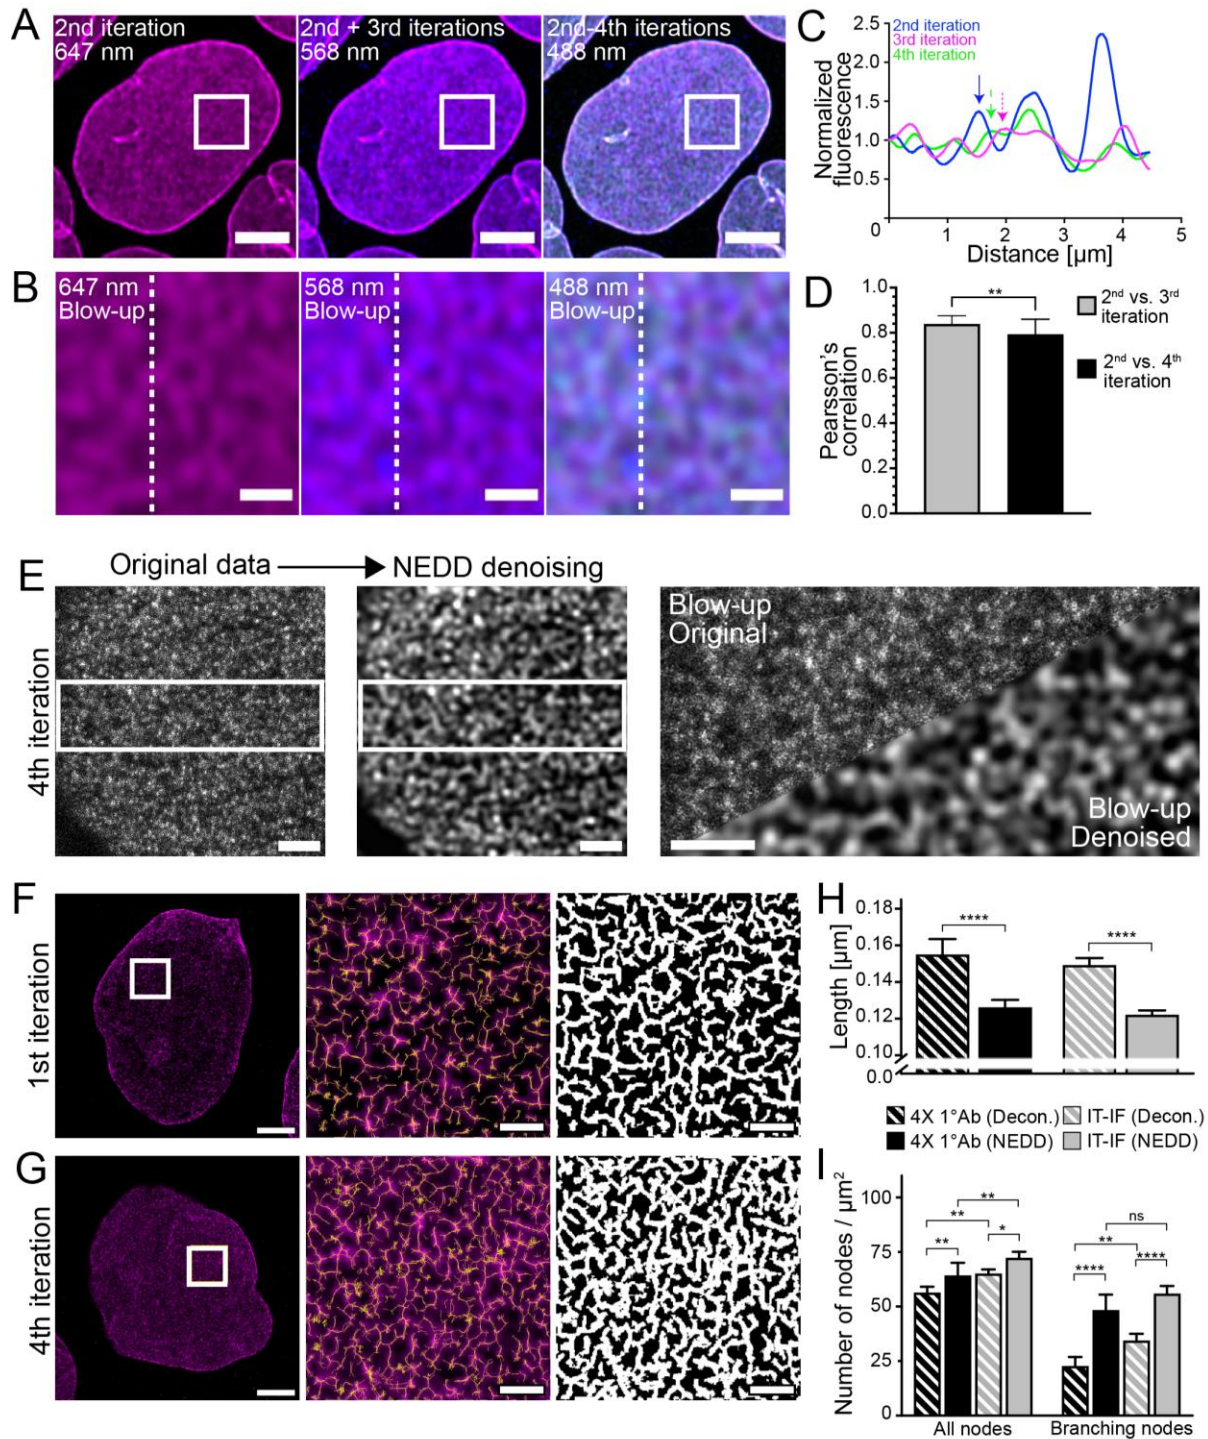 A
2nd iteration
647 nm
2nd + 3rd iterations
568 nm
2nd-4th iterations
488 nm
B
647 nm
Blow-up
568 nm
Blow-up
488 nm
Blow-up
C
2nd iteration
3rd iteration
4th iteration
Normalized
fluorescence
2.5
2.0
1.5
1.0
0.5
0
1
2
3
4
5
Distance [µm]
D
Pearsson's
correlation
1.0
0.8
0.6
0.4
0.2
0.0
**
2nd vs. 3rd
iteration
2nd vs. 4th
iteration
E
Original data
NEDD denoising
4th iteration
Blow-up
Original
Blow-up
Denoised
F
1st iteration
G
4th iteration
H
Length [µm]
0.18
0.16
0.14
0.12
0.10
0.0
****
****
4X 1°Ab (Decon.)
IT-IF (Decon.)
4X 1°Ab (NEDD)
IT-IF (NEDD)
I
Number of nodes / µm2
100
75
50
25
0
**
**
**
*
ns
**
****
****
All nodes
Branching nodes